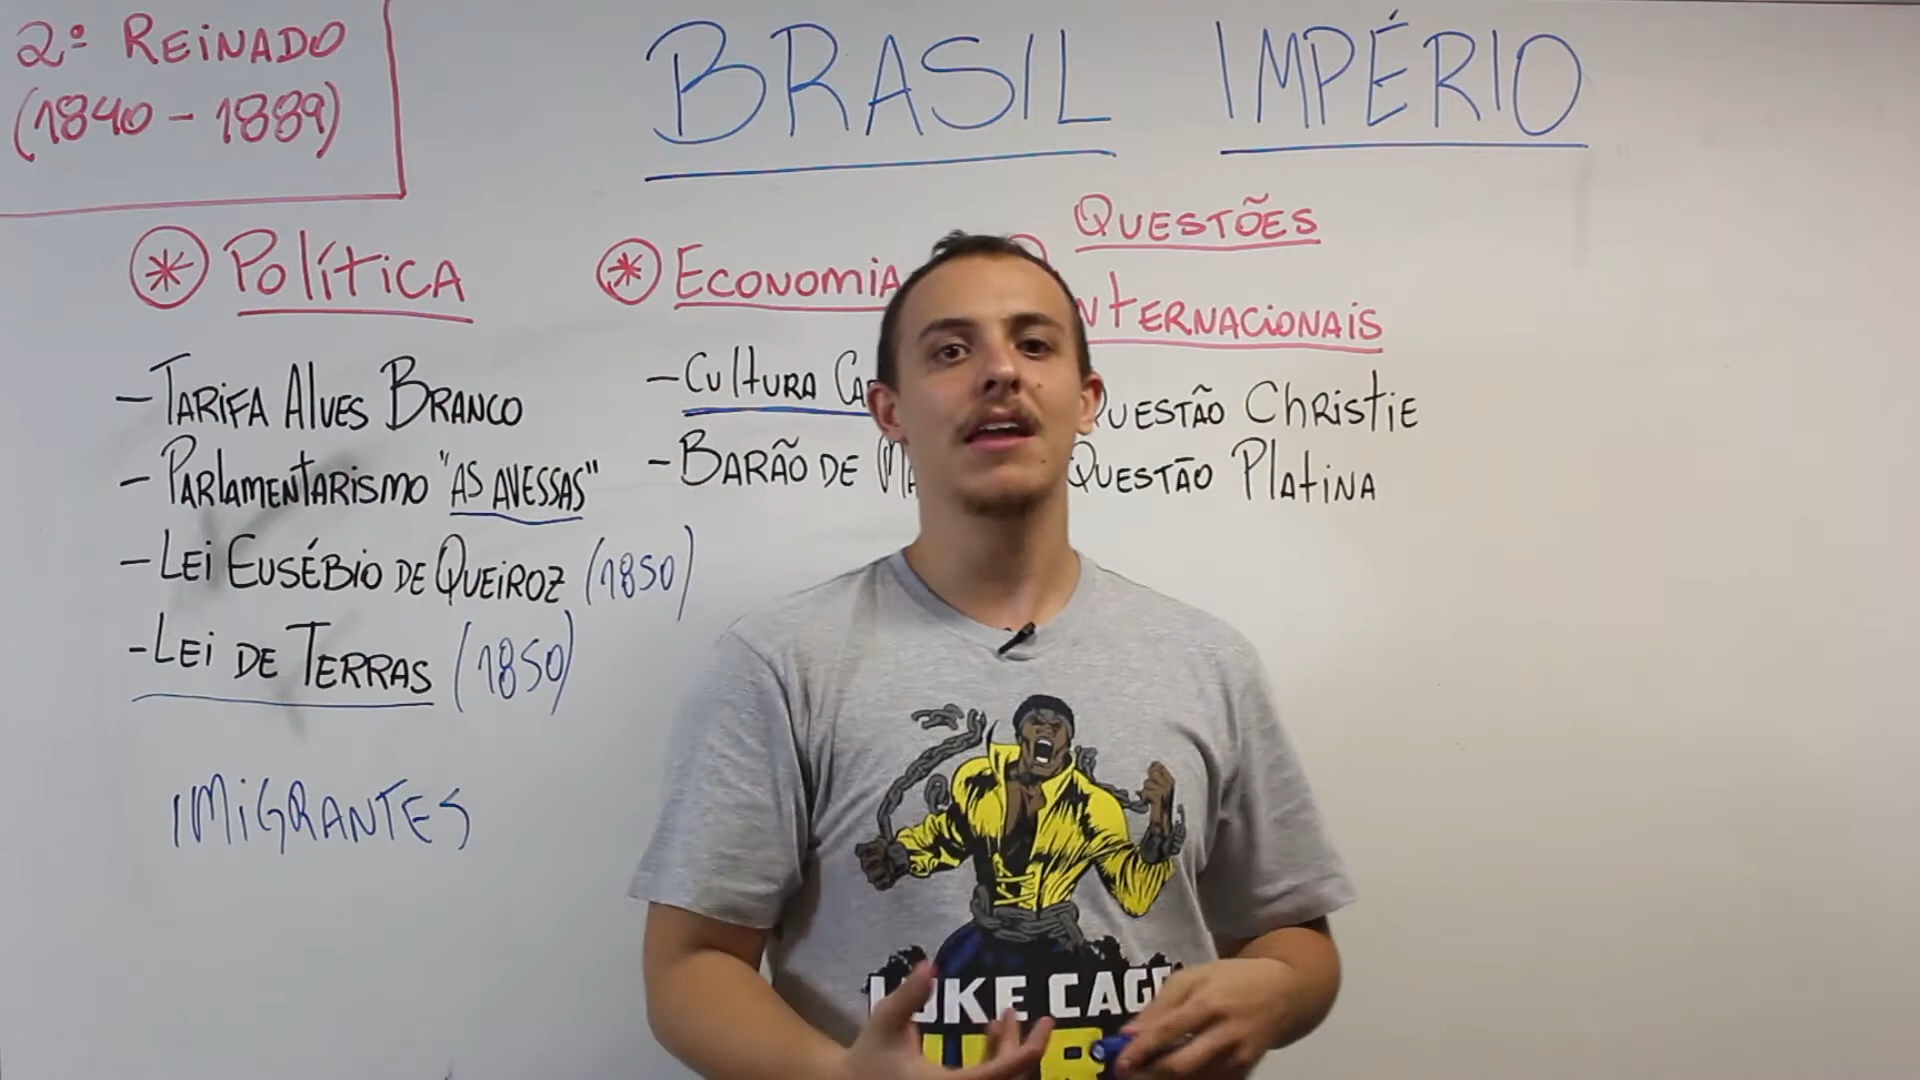 2º REINADO
(1840 - 1889)
BRASIL IMPÉRIO
* Política
- TARIFA ALVES BRANCO
- PARLAMENTARISMO "AS AVESSAS"
- LEI EUSÉBIO DE QUEIROZ (1850)
- LEI DE TERRAS (1850)
IMIGRANTES
* ECONOMIA
- CULTURA
- BARÃO DE
QUESTÕES
NTERNACIONAIS
QUESTÃO CHRISTIE
QUESTÃO PLATINA
LUKE CAGE